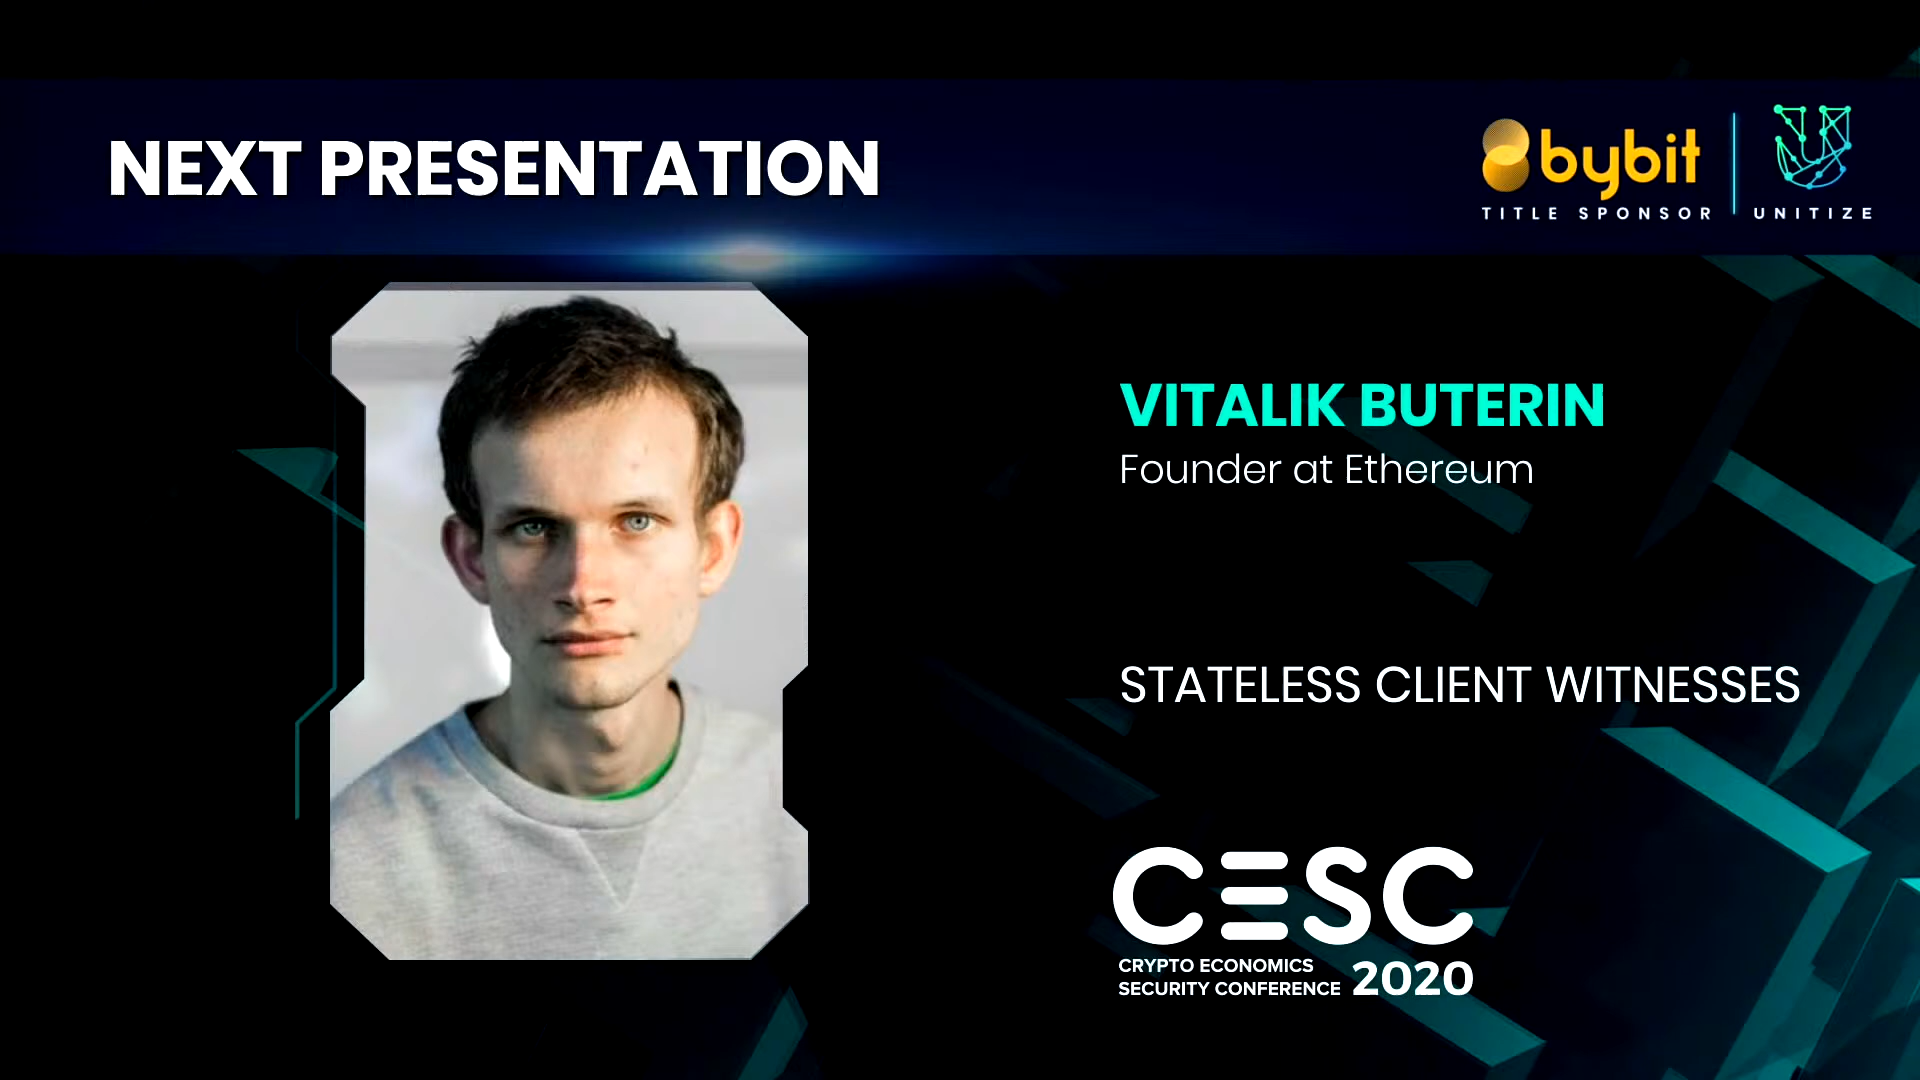 NEXT PRESENTATION
bybit
TITLE SPONSOR
UNITIZE
VITALIK BUTERIN
Founder at Ethereum
STATELESS CLIENT WITNESSES
CESC
CRYPTO ECONOMICS
SECURITY CONFERENCE 2020